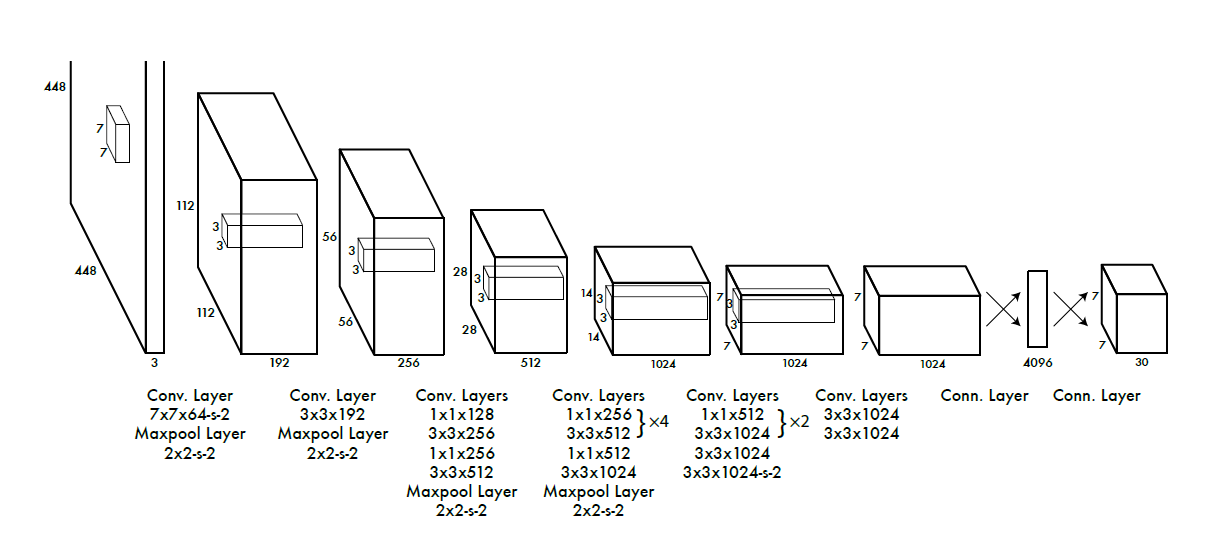 448
7
7
448
3
112
3
3
112
192
56
3
3
56
256
28
3
3
28
512
14
3
3
14
1024
7
3
3
7
1024
7
7
1024
4096
7
7
30
Conv. Layer
7x7x64-s-2
Maxpool Layer
2x2-s-2
Conv. Layer
3x3x192
Maxpool Layer
2x2-s-2
Conv. Layers
1x1x128
3x3x256
1x1x256
3x3x512
Maxpool Layer
2x2-s-2
Conv. Layers
1x1x256
3x3x512
}×4
1x1x512
3x3x1024
Maxpool Layer
2x2-s-2
Conv. Layers
1x1x512
3x3x1024
}×2
3x3x1024
3x3x1024-s-2
Conv. Layers
3x3x1024
3x3x1024
Conn. Layer
Conn. Layer